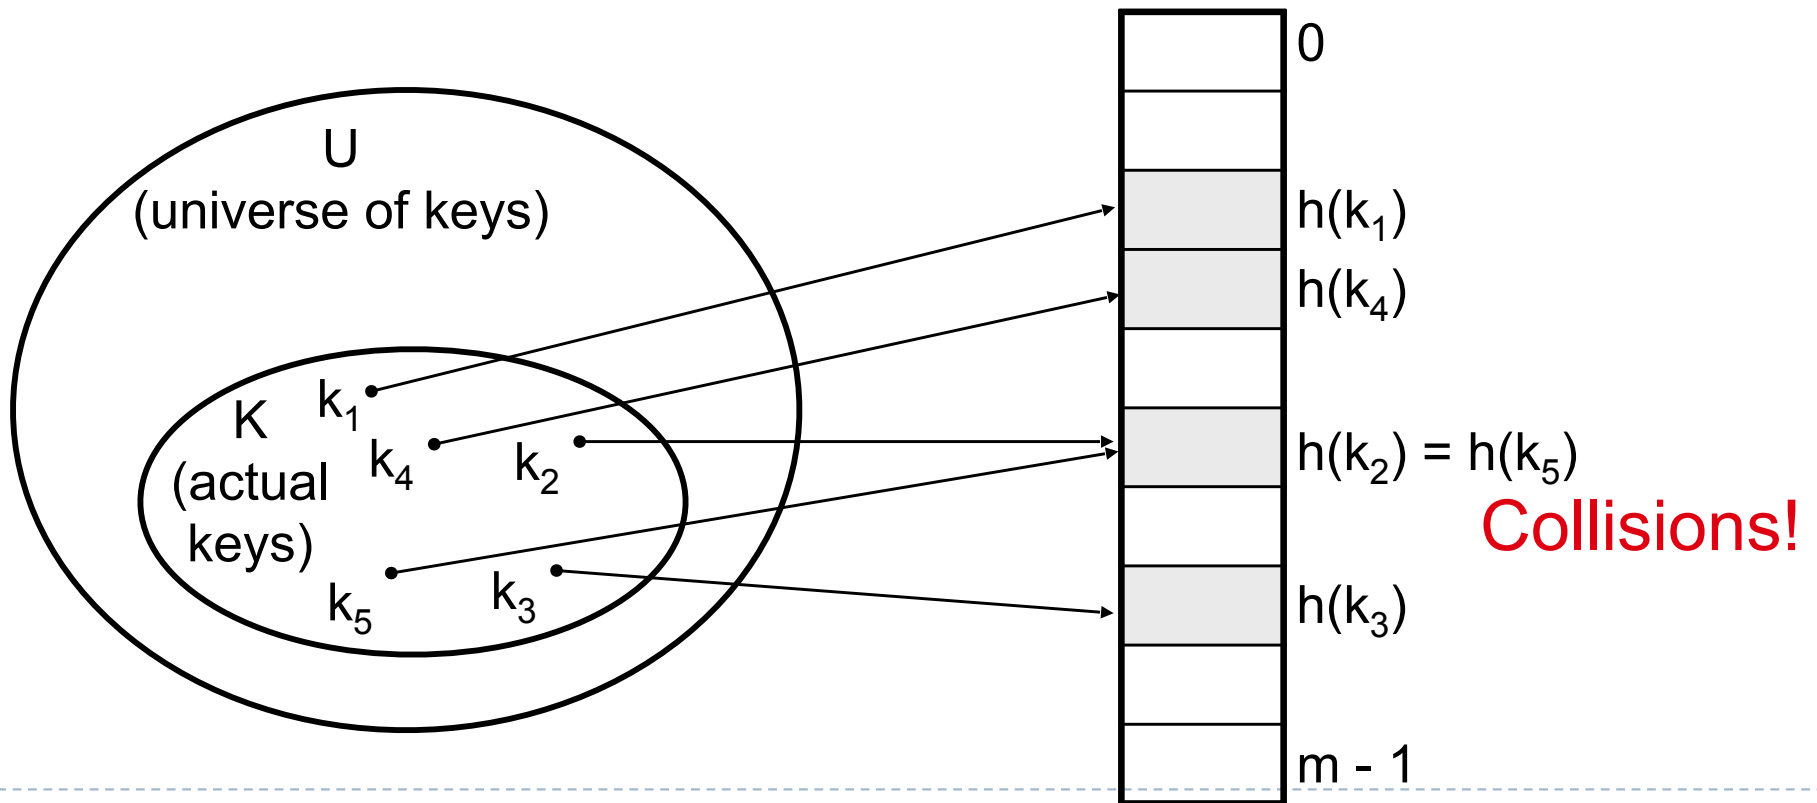 U
(universe of keys)
K
(actual
keys)
k₁
k₄
k₂
k₅
k₃
0
h(k₁)
h(k₄)
h(k₂) = h(k₅)
Collisions!
h(k₃)
m - 1